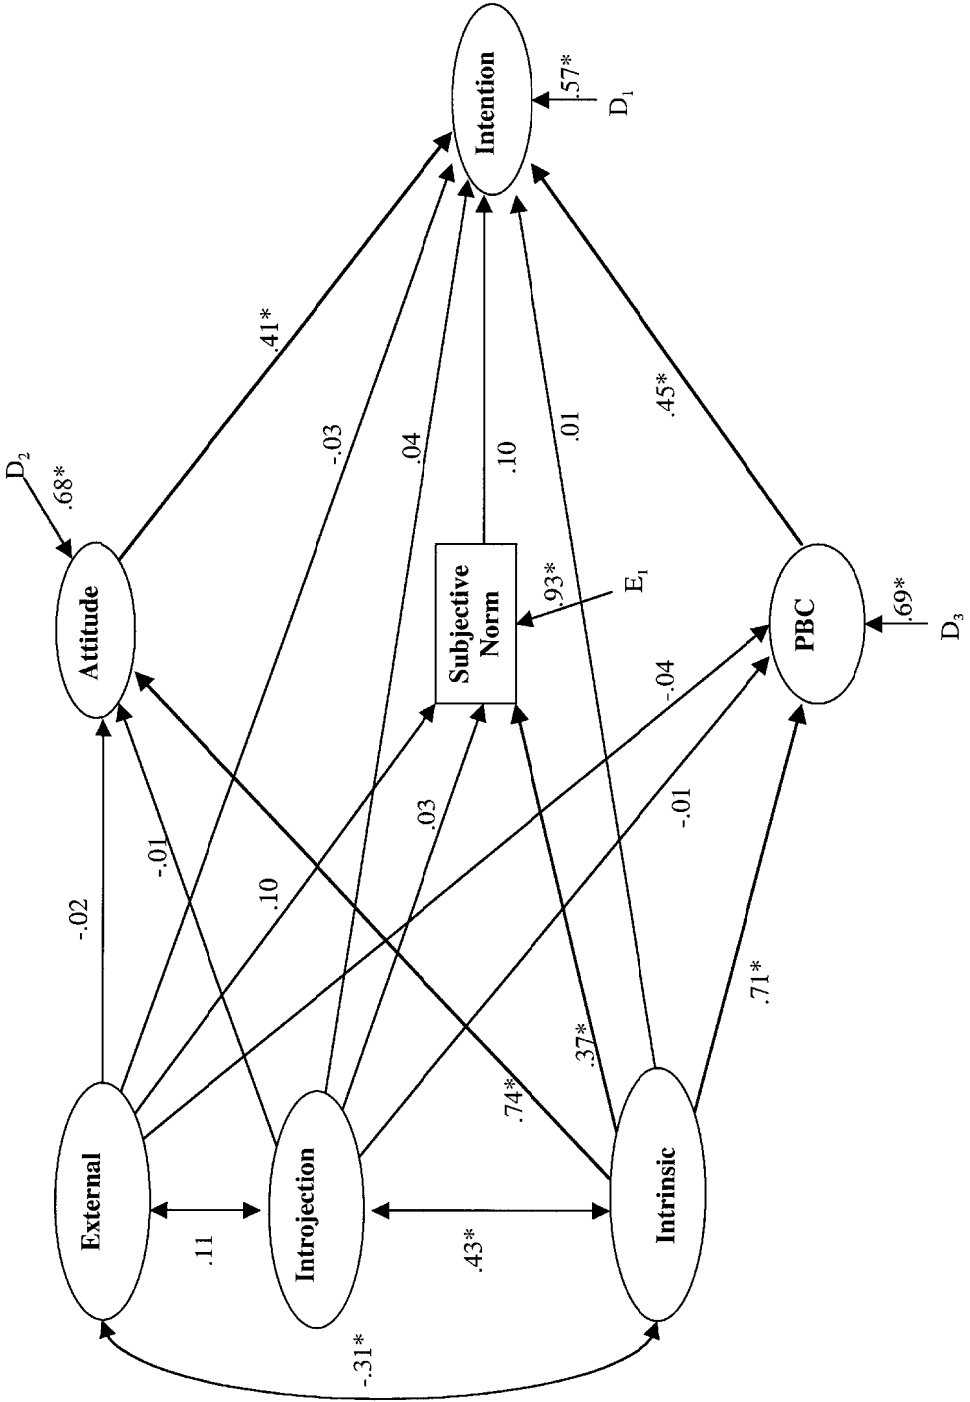 D2
.68*
External
-.02
Attitude
.41*
.11
-.01
-.03
Introjection
.10
.04
.03
Subjective
Norm
.10
Intention
.57*
D1
-.31*
.43*
.74*
.37*
.93*
E1
.01
-.04
-.01
.45*
Intrinsic
.71*
PBC
.69*
D3